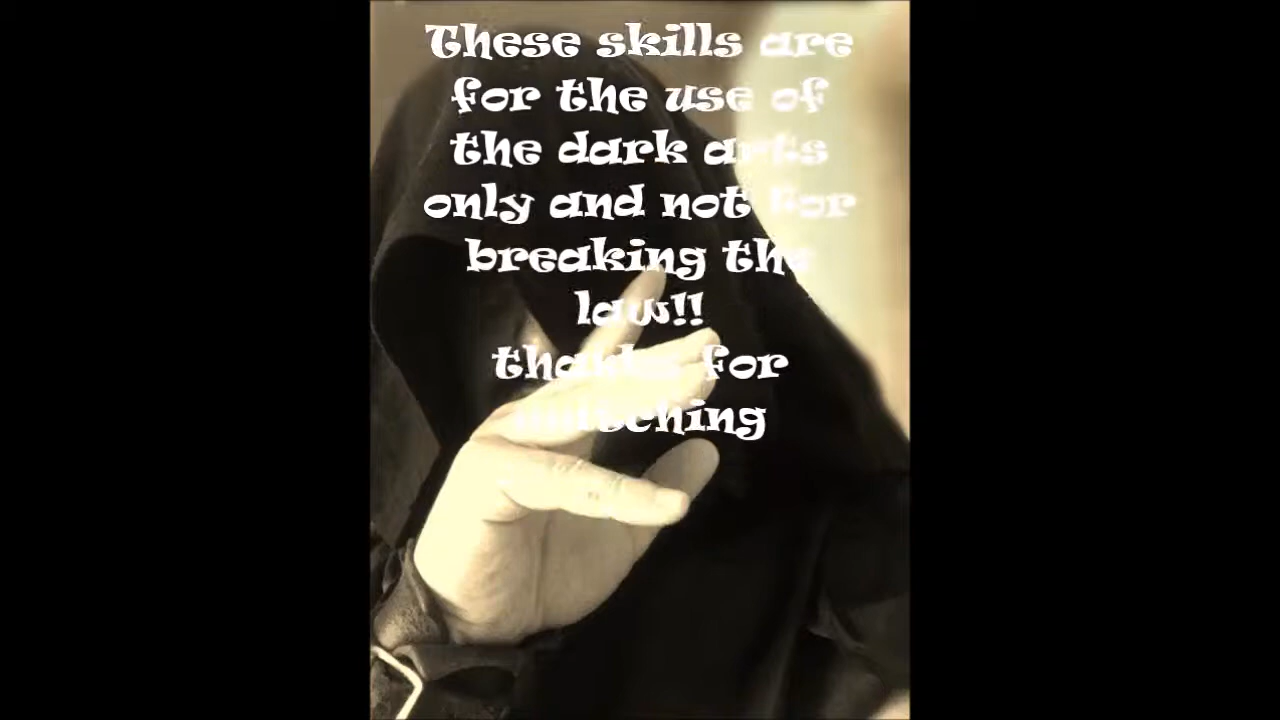 These skills are
for the use of
the dark arts
only and not for
breaking the
law!!
thanks for
watching